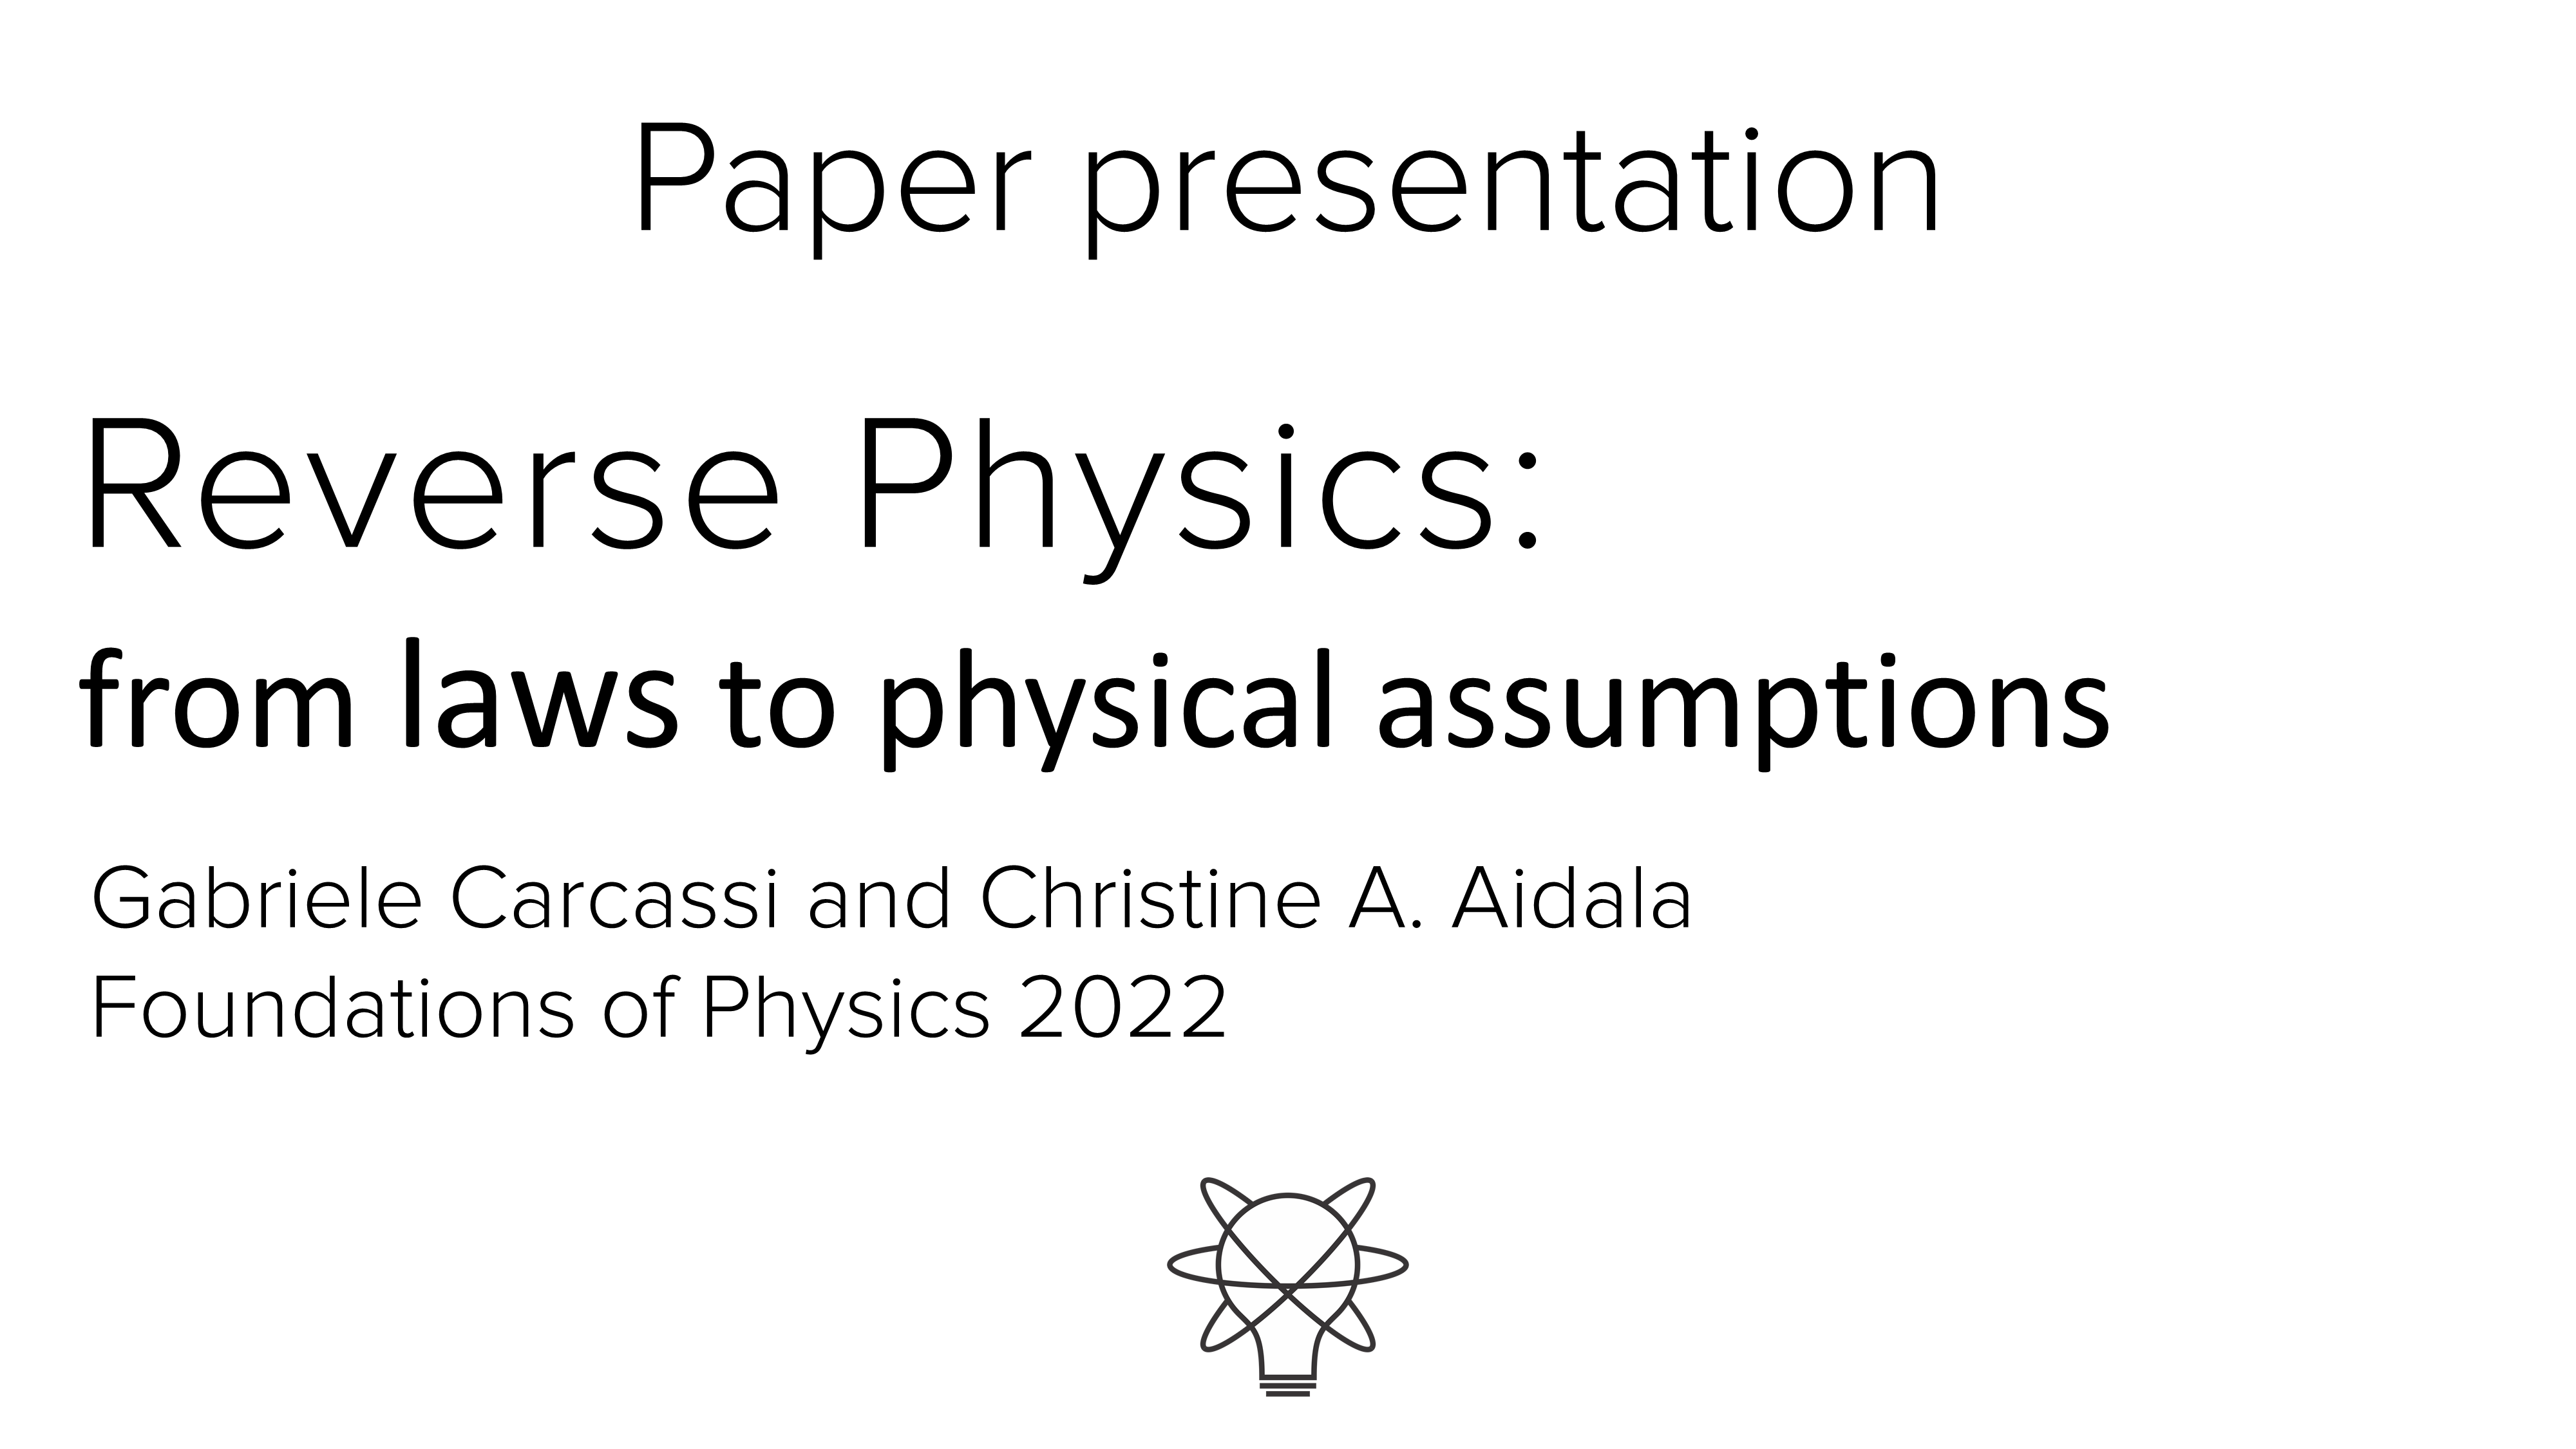 Paper presentation
Reverse Physics:
from laws to physical assumptions
Gabriele Carcassi and Christine A. Aidala
Foundations of Physics 2022